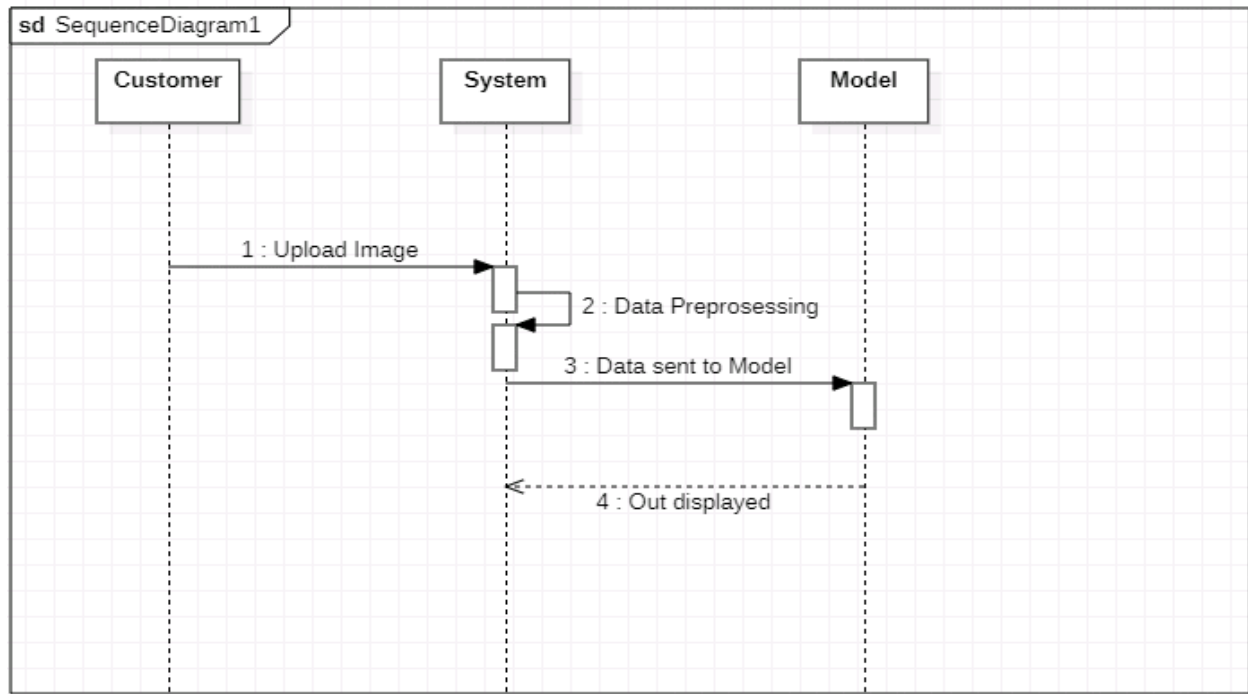 sd SequenceDiagram1
Customer
System
Model
1 : Upload Image
2 : Data Preprosessing
3 : Data sent to Model
4 : Out displayed